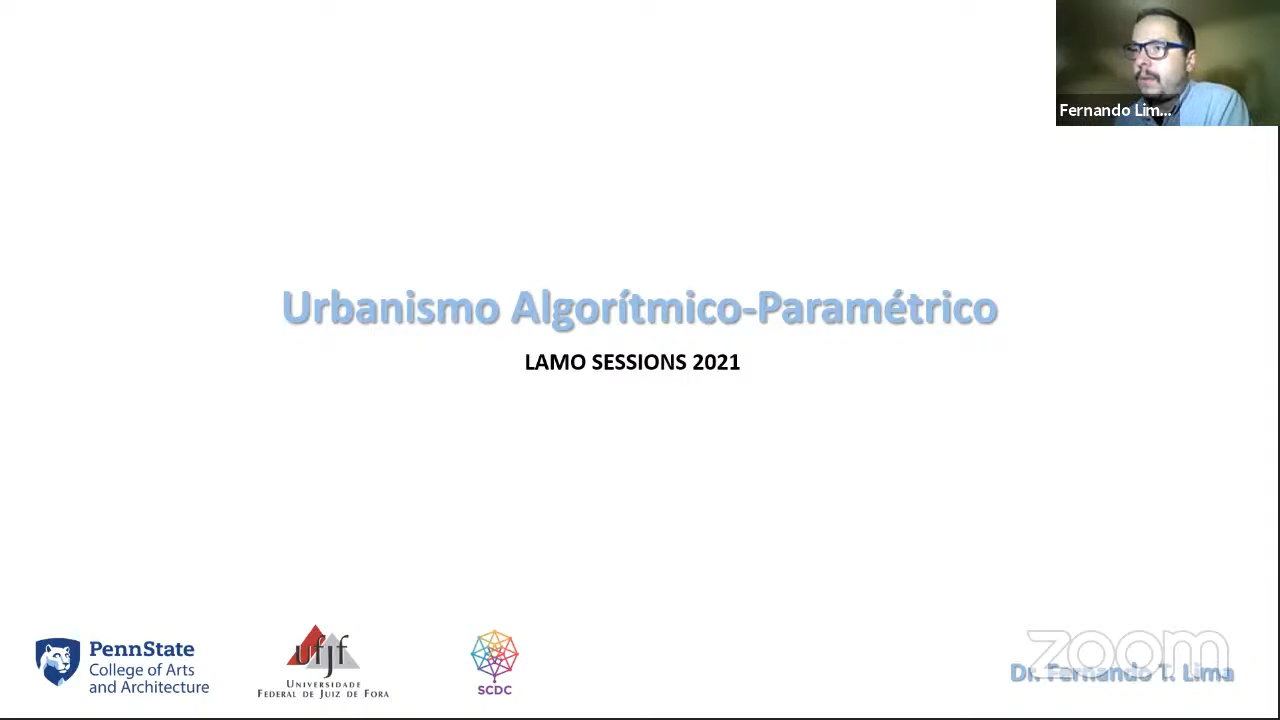 Fernando Lim...
Urbanismo Algorítmico-Paramétrico
LAMO SESSIONS 2021
PennState
College of Arts
and Architecture
ufjf
UNIVERSIDADE
FEDERAL DE JUIZ DE FORA
SCDC
zoom
Dr. Fernando T. Lima